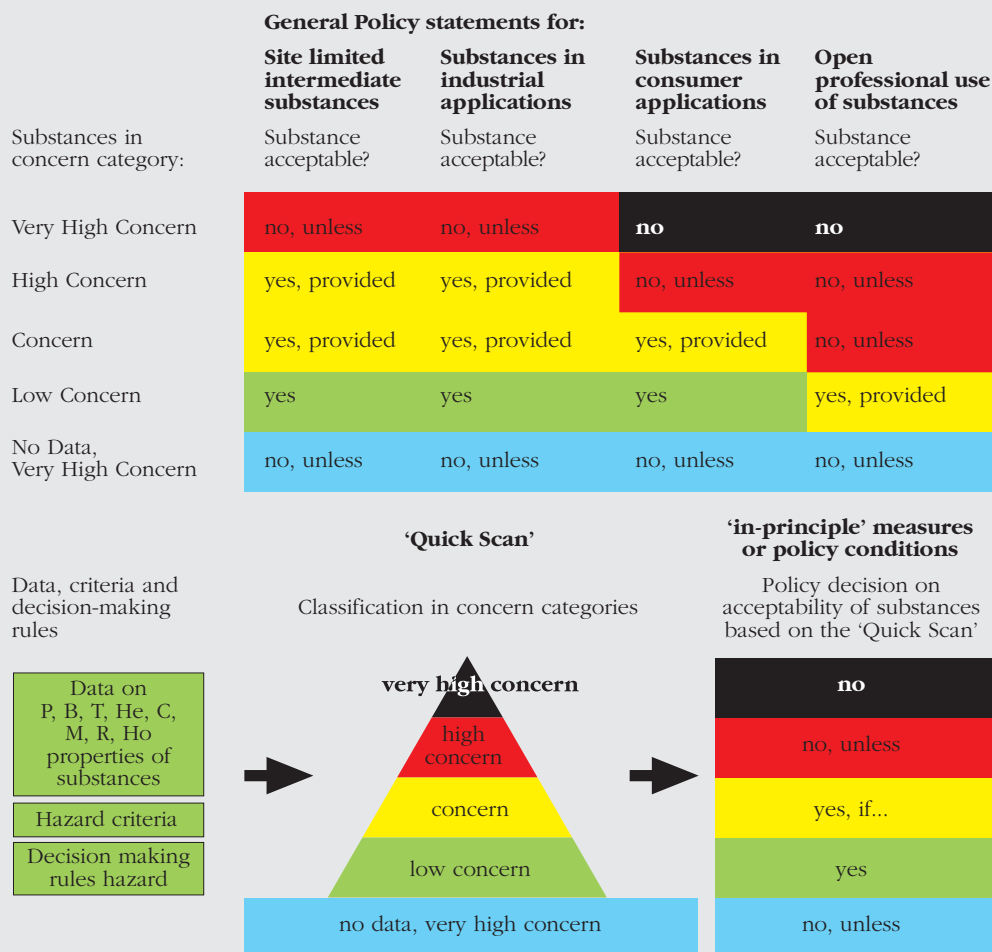 General Policy statements for:
Site limited intermediate substances
Substances in industrial applications
Substances in consumer applications
Open professional use of substances
Substances in concern category:
Substance acceptable?
Substance acceptable?
Substance acceptable?
Substance acceptable?
Very High Concern
no, unless
no, unless
no
no
High Concern
yes, provided
yes, provided
no, unless
no, unless
Concern
yes, provided
yes, provided
yes, provided
no, unless
Low Concern
yes
yes
yes
yes, provided
No Data,
Very High Concern
no, unless
no, unless
no, unless
no, unless
Data, criteria and
decision-making
rules
Data on
P, B, T, He, C,
M, R, Ho
properties of
substances
Hazard criteria
Decision making
rules hazard
‘Quick Scan’
Classification in concern categories
very high concern
high
concern
concern
low concern
no data, very high concern
‘in-principle’ measures
or policy conditions
Policy decision on
acceptability of substances
based on the ‘Quick Scan’
no
no, unless
yes, if...
yes
no, unless